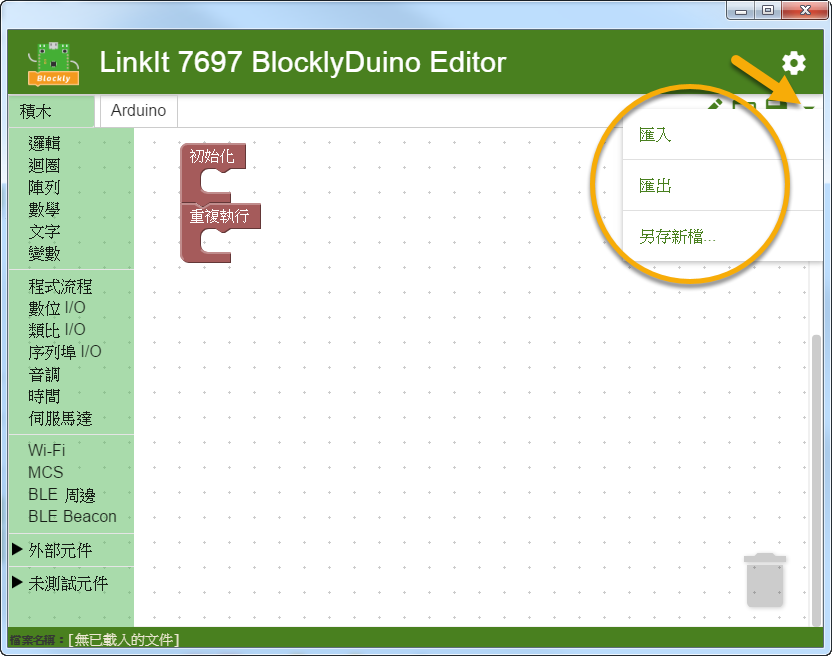 Blockly
LinkIt 7697 BlocklyDuino Editor
積木
Arduino
匯入
匯出
另存新檔...
邏輯
迴圈
陣列
數學
文字
變數
程式流程
數位 I/O
類比 I/O
序列埠 I/O
音調
時間
伺服馬達
Wi-Fi
MCS
BLE 周邊
BLE Beacon
外部元件
未測試元件
初始化
重複執行
檔案名稱：[無已載入的文件]